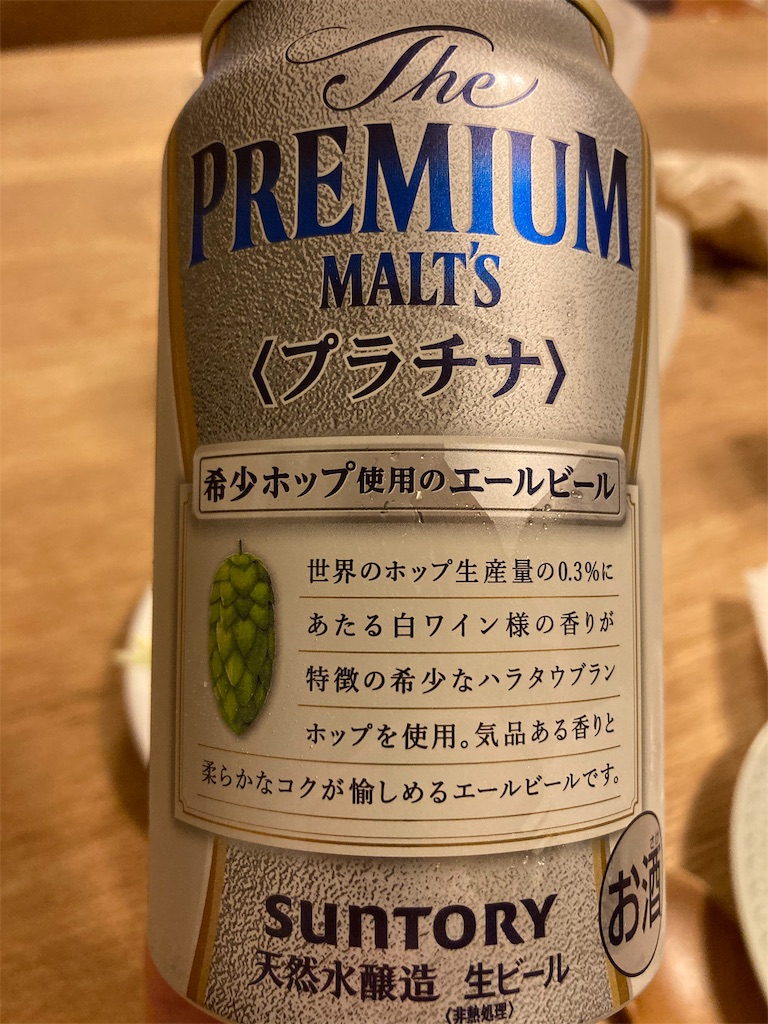 The
PREMIUM
MALT'S
〈プラチナ〉
希少ホップ使用のエールビール
世界のホップ生産量の0.3%に
あたる白ワイン様の香りが
特徴の希少なハラタウブラン
ホップを使用。気品ある香りと
柔らかなコクが愉しめるエールビールです。
お酒
SUNTORY
天然水醸造 生ビール
(非熱処理)